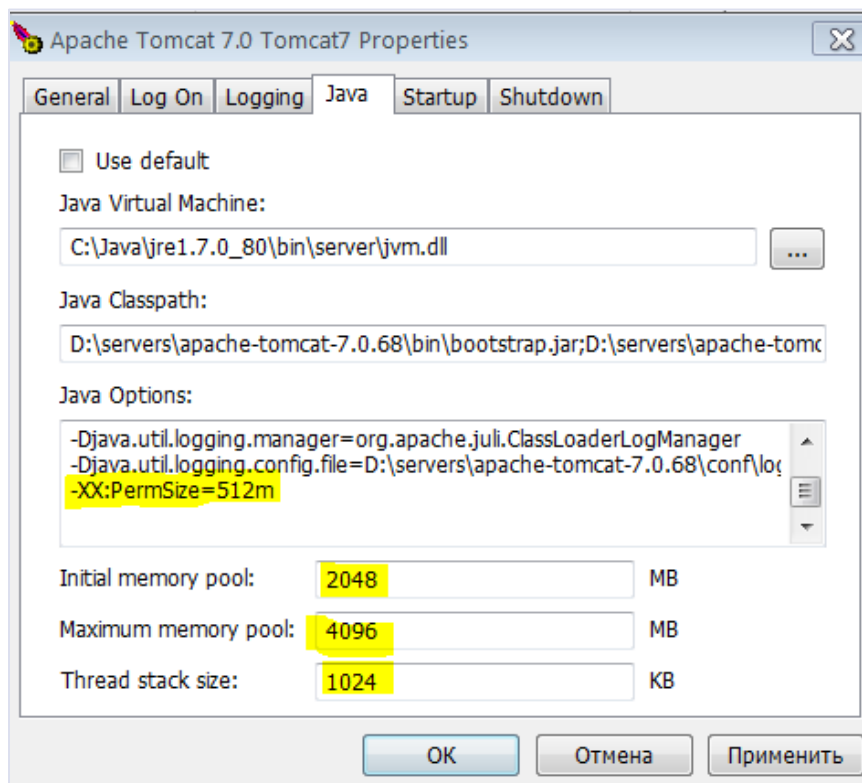 Apache Tomcat 7.0 Tomcat7 Properties
General Log On Logging Java Startup Shutdown
Use default
Java Virtual Machine:
C:\Java\jre1.7.0_80\bin\server\jvm.dll
...
Java Classpath:
D:\servers\apache-tomcat-7.0.68\bin\bootstrap.jar;D:\servers\apache-tomc
Java Options:
-Djava.util.logging.manager=org.apache.juli.ClassLoaderLogManager
-Djava.util.logging.config.file=D:\servers\apache-tomcat-7.0.68\conf\log
-XX:PermSize=512m
Initial memory pool: 2048 MB
Maximum memory pool: 4096 MB
Thread stack size: 1024 KB
OK Отмена Применить